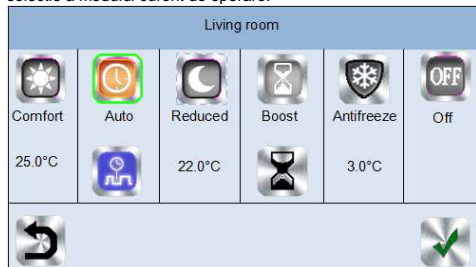 Living room
OFF
Comfort Auto Reduced Boost Antifreeze Off
25.0°C 22.0°C 3.0°C